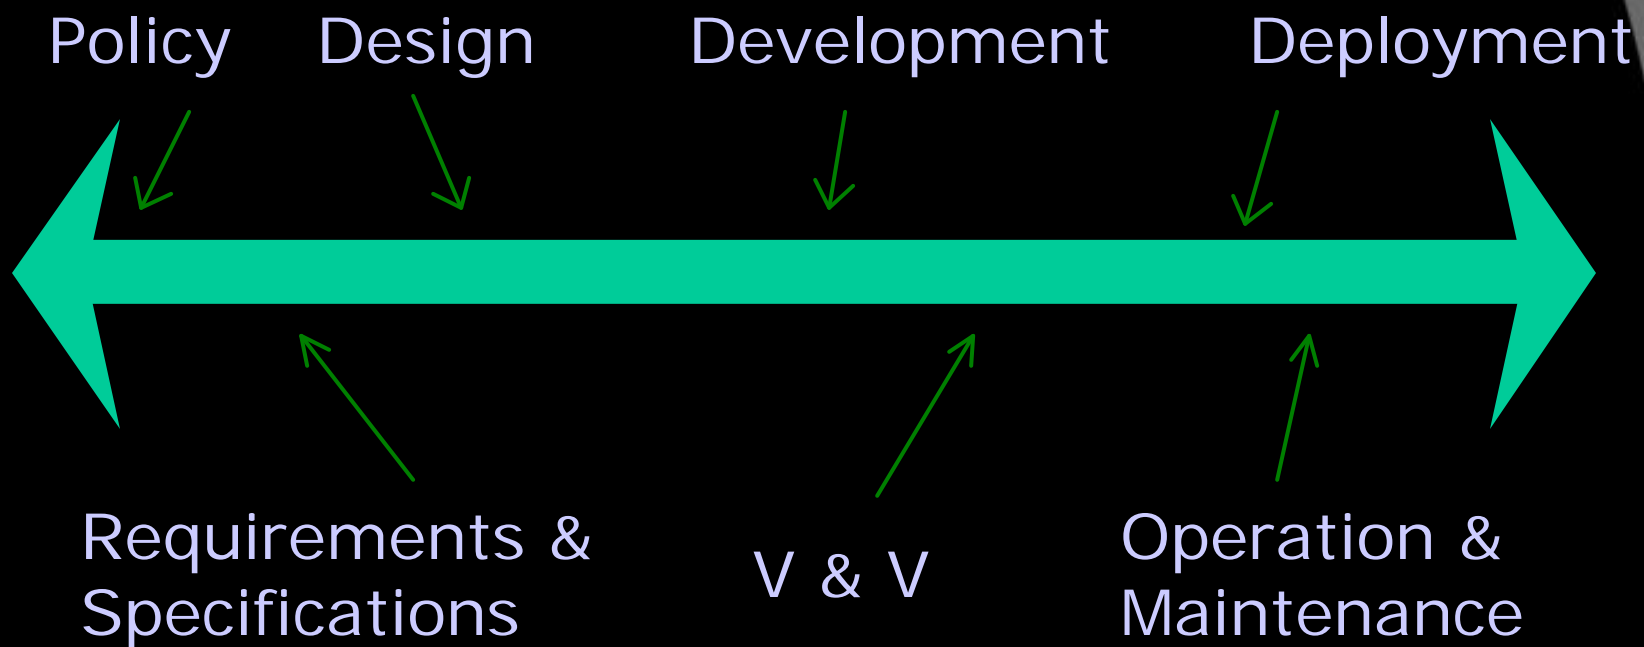 Policy
Design
Development
Deployment
Requirements &
Specifications
V & V
Operation &
Maintenance